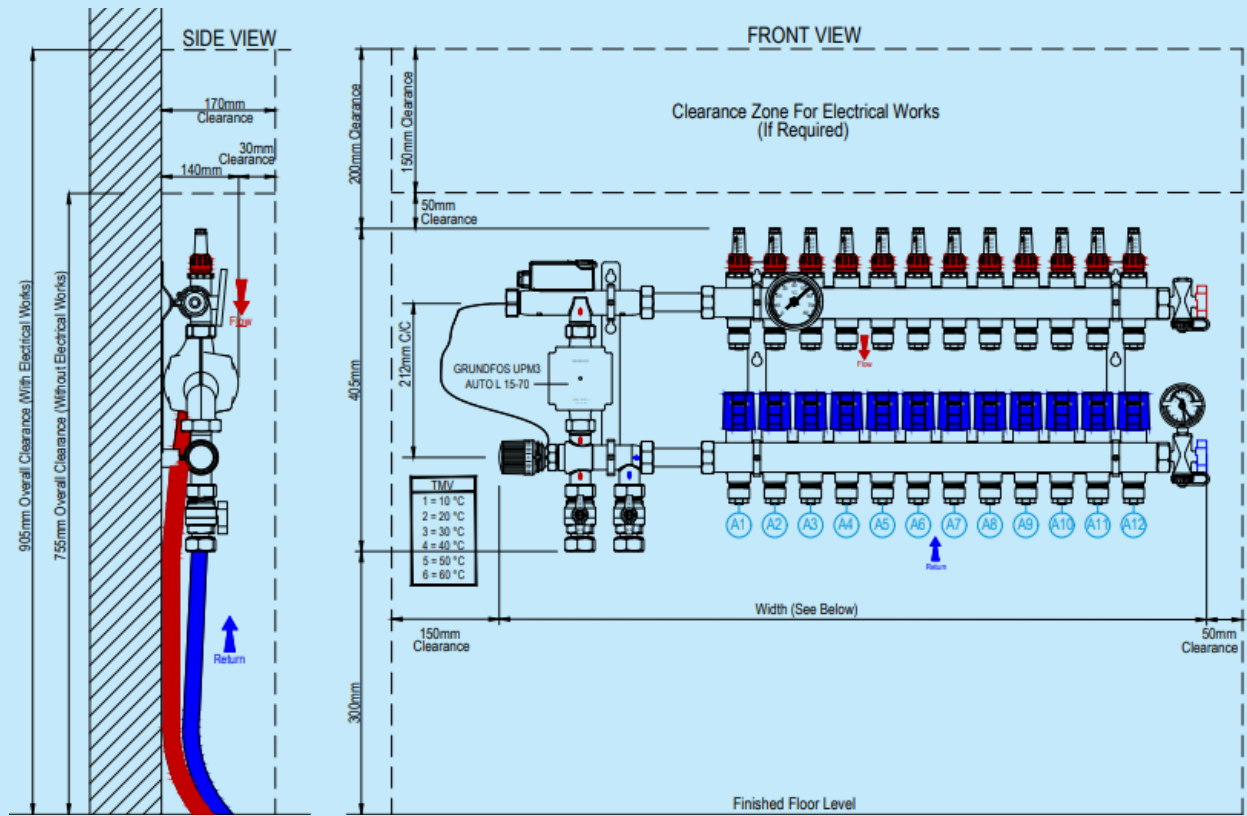 SIDE VIEW
905mm Overall Clearance (With Electrical Works)
755mm Overall Clearance (Without Electrical Works)
170mm
Clearance
30mm
Clearance
140mm
Flow
Return
FRONT VIEW
Clearance Zone For Electrical Works
(If Required)
200mm Clearance
150mm Clearance
50mm
Clearance
405mm
212mm C/C
GRUNDFOS UPM3
AUTO L 15-70
Flow
TMV
1 = 10 °C
2 = 20 °C
3 = 30 °C
4 = 40 °C
5 = 50 °C
6 = 60 °C
A1 A2 A3 A4 A5 A6 A7 A8 A9 A10 A11 A12
Return
Width (See Below)
150mm
Clearance
50mm
Clearance
300mm
Finished Floor Level